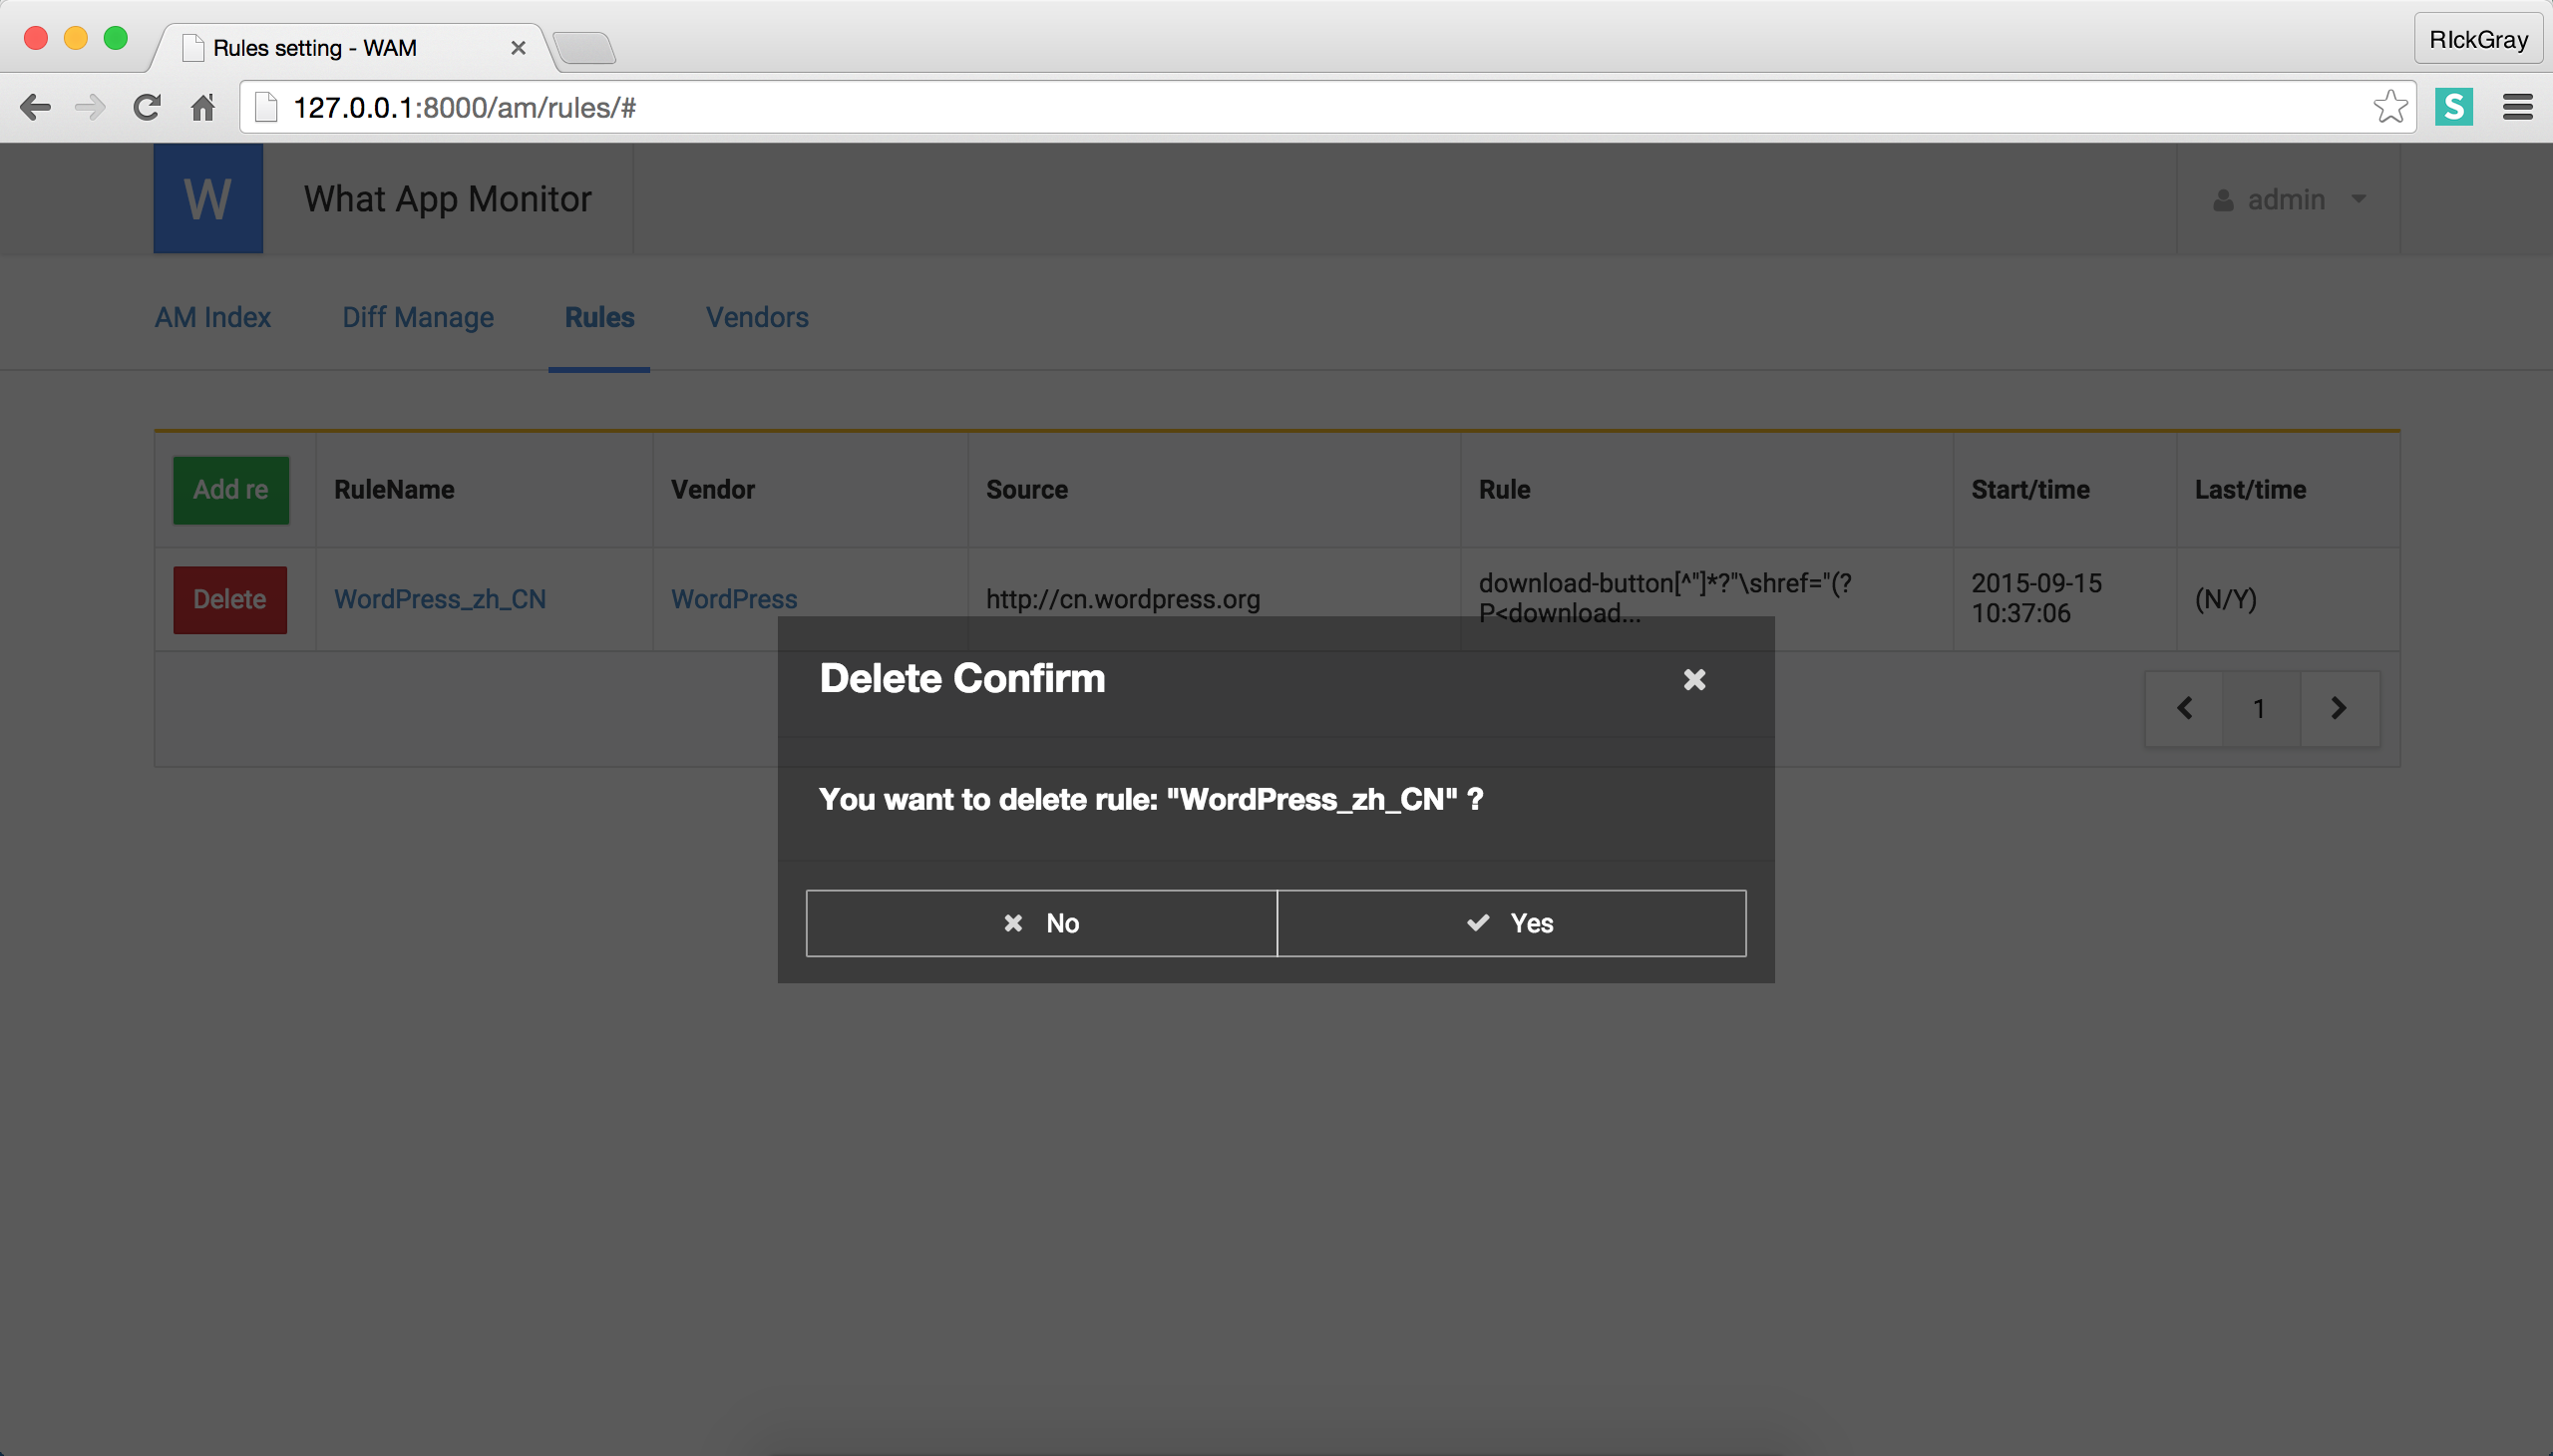 Rules setting - WAM
RIckGray
127.0.0.1:8000/am/rules/#
S
W
What App Monitor
admin
AM Index
Diff Manage
Rules
Vendors
Add re
RuleName
Vendor
Source
Rule
Start/time
Last/time
Delete
WordPress_zh_CN
WordPress
http://cn.wordpress.org
download-button[^"]*?"\shref="(?
P<download...
2015-09-15
10:37:06
(N/Y)
1
Delete Confirm
You want to delete rule: "WordPress_zh_CN" ?
No
Yes